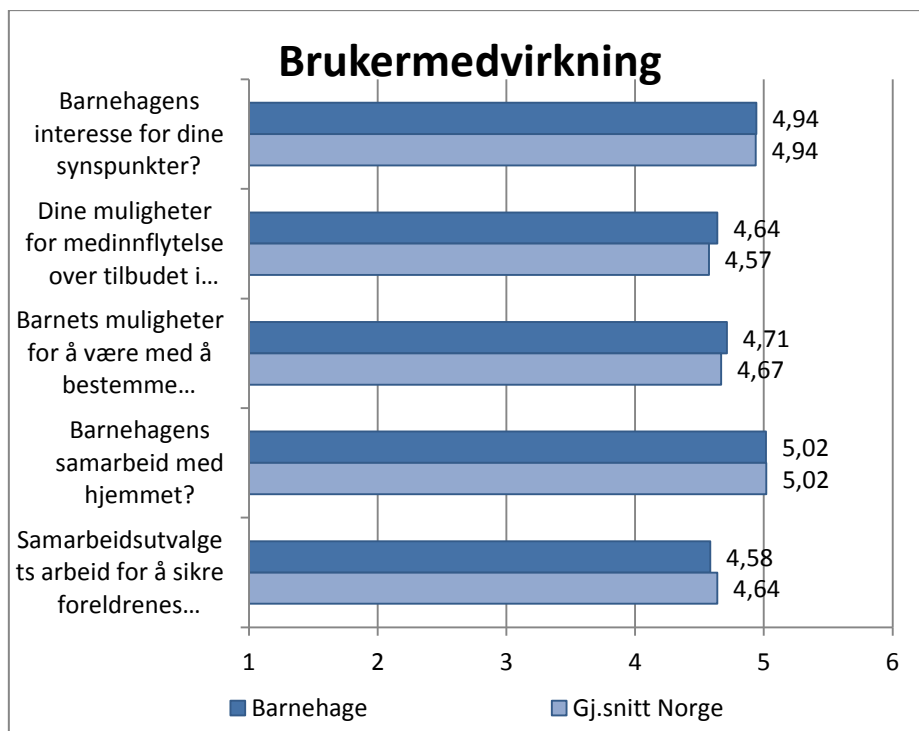 Brukermedvirkning
Barnehagens
interesse for dine
synspunkter?
4,94
4,94
Dine muligheter
for medinnflytelse
over tilbudet i...
4,64
4,57
Barnets muligheter
for å være med å
bestemme...
4,71
4,67
Barnehagens
samarbeid med
hjemmet?
5,02
5,02
Samarbeidsutvalge
ts arbeid for å sikre
foreldrenes...
4,58
4,64
1 2 3 4 5 6
Barnehage Gj.snitt Norge